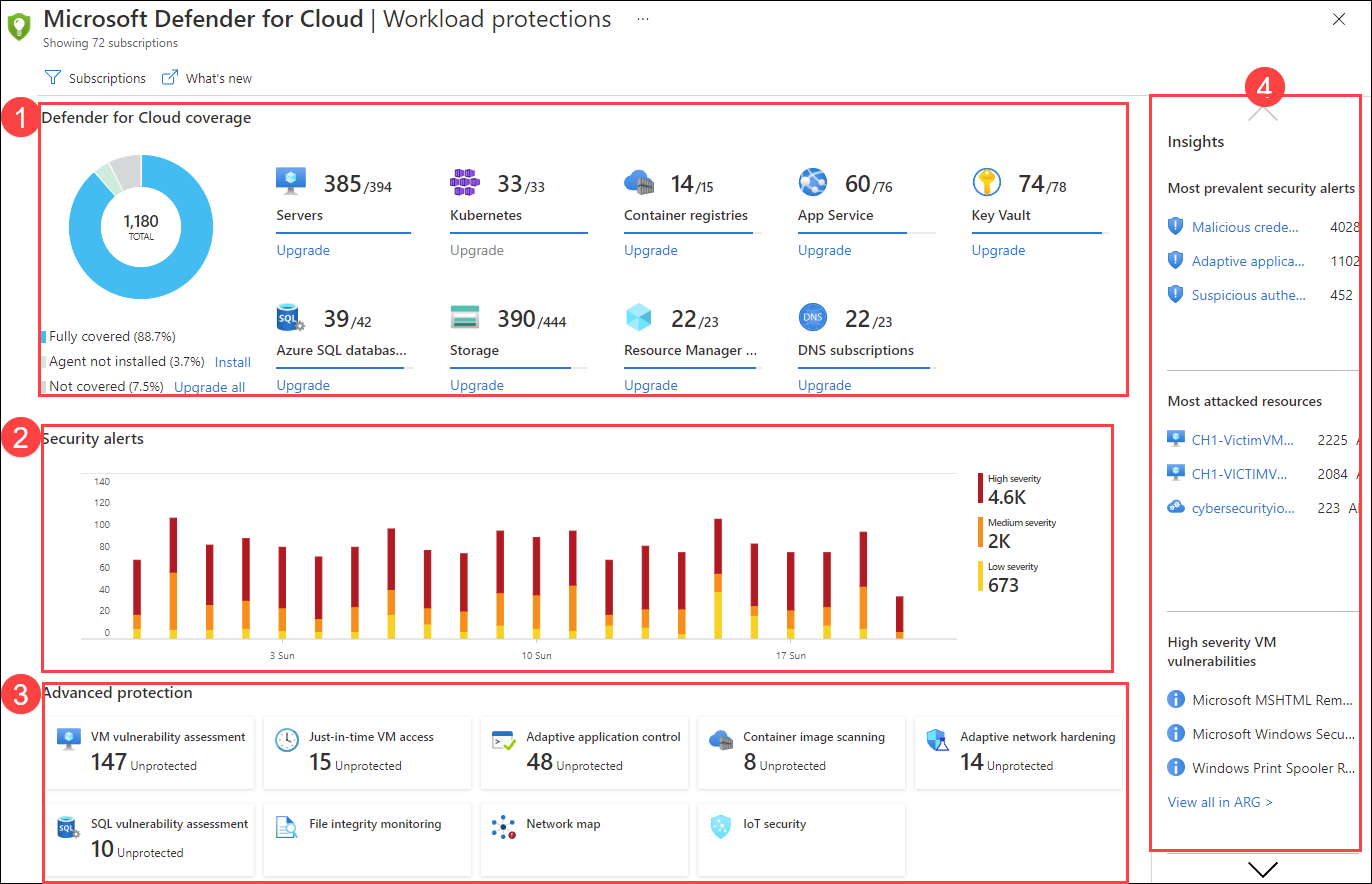 Microsoft Defender for Cloud | Workload protections ...
Showing 72 subscriptions
Subscriptions What's new
1
Defender for Cloud coverage
1,180
TOTAL
Fully covered (88.7%)
Agent not installed (3.7%) Install
Not covered (7.5%) Upgrade all
385/394
Servers
Upgrade
33/33
Kubernetes
Upgrade
14/15
Container registries
Upgrade
60/76
App Service
Upgrade
74/78
Key Vault
Upgrade
SQL
39/42
Azure SQL databas...
Upgrade
390/444
Storage
Upgrade
22/23
Resource Manager ...
Upgrade
DNS
22/23
DNS subscriptions
Upgrade
2
Security alerts
140
120
100
80
60
40
20
0
3 Sun 10 Sun 17 Sun
High severity
4.6K
Medium severity
2K
Low severity
673
3
Advanced protection
VM vulnerability assessment
147 Unprotected
Just-in-time VM access
15 Unprotected
Adaptive application control
48 Unprotected
Container image scanning
8 Unprotected
Adaptive network hardening
14 Unprotected
SQL
SQL vulnerability assessment
10 Unprotected
File integrity monitoring
Network map
IoT security
4
Insights
Most prevalent security alerts
Malicious crede... 4028
Adaptive applica... 1102
Suspicious authe... 452
Most attacked resources
CH1-VictimVM... 2225
CH1-VICTIMV... 2084
cybersecurityio... 223
High severity VM
vulnerabilities
Microsoft MSHTML Rem...
Microsoft Windows Secu...
Windows Print Spooler R...
View all in ARG >